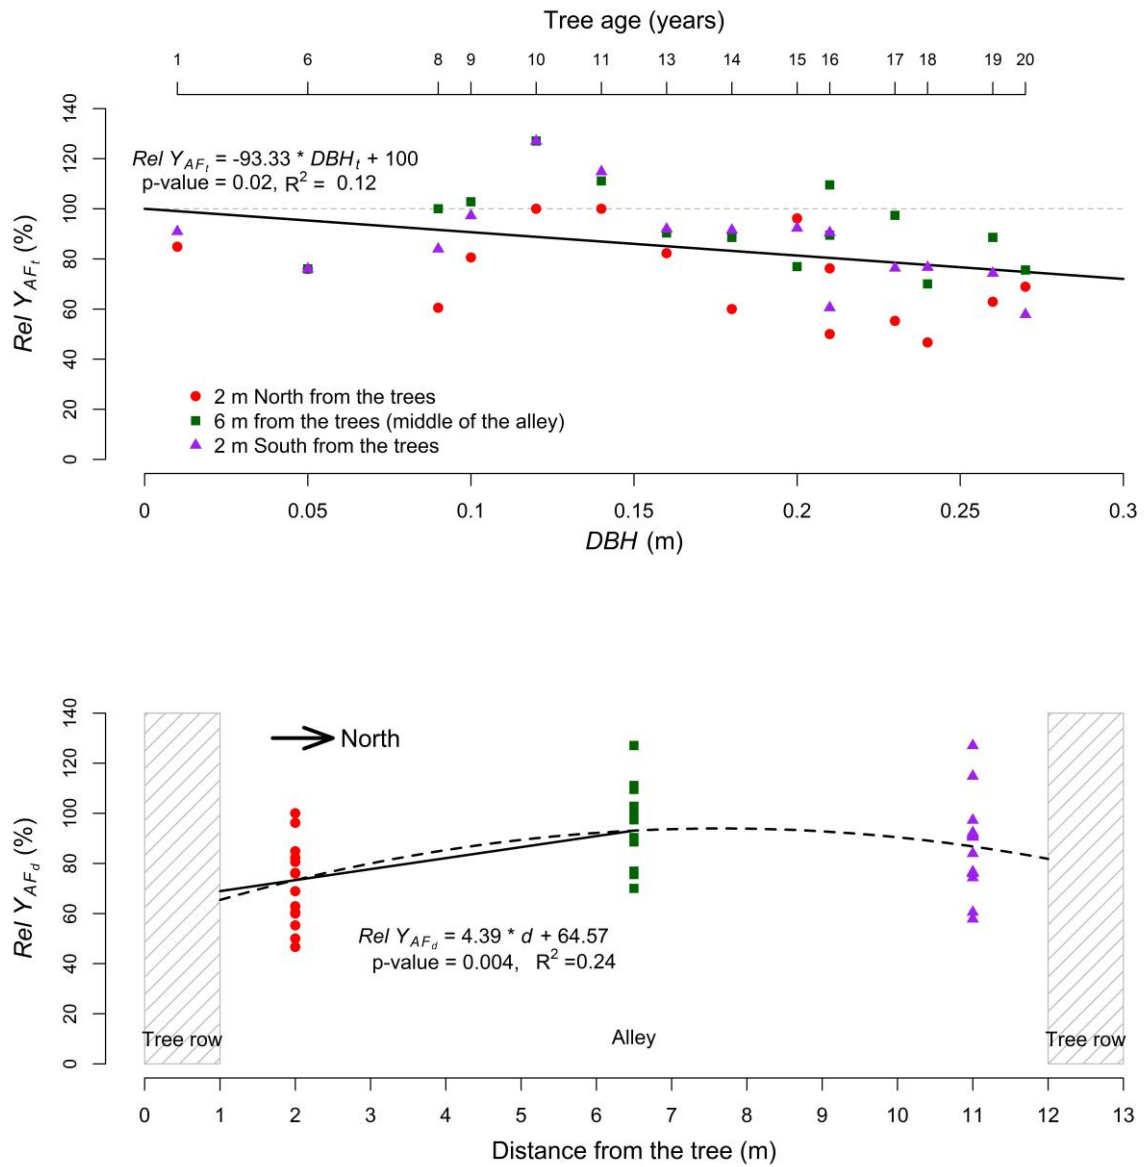 Tree age (years)
1 6 8 9 10 11 13 14 15 16 17 18 19 20
140
120
100
80
60
40
20
0
Rel Y_AF_t (%)
Rel Y_AF_t = -93.33 * DBH_t + 100
p-value = 0.02, R² = 0.12
2 m North from the trees
6 m from the trees (middle of the alley)
2 m South from the trees
0 0.05 0.1 0.15 0.2 0.25 0.3
DBH (m)
140
120
100
80
60
40
20
0
Rel Y_AF_d (%)
North
Rel Y_AF_d = 4.39 * d + 64.57
p-value = 0.004, R² =0.24
Tree row
Alley
Tree row
0 1 2 3 4 5 6 7 8 9 10 11 12 13
Distance from the tree (m)